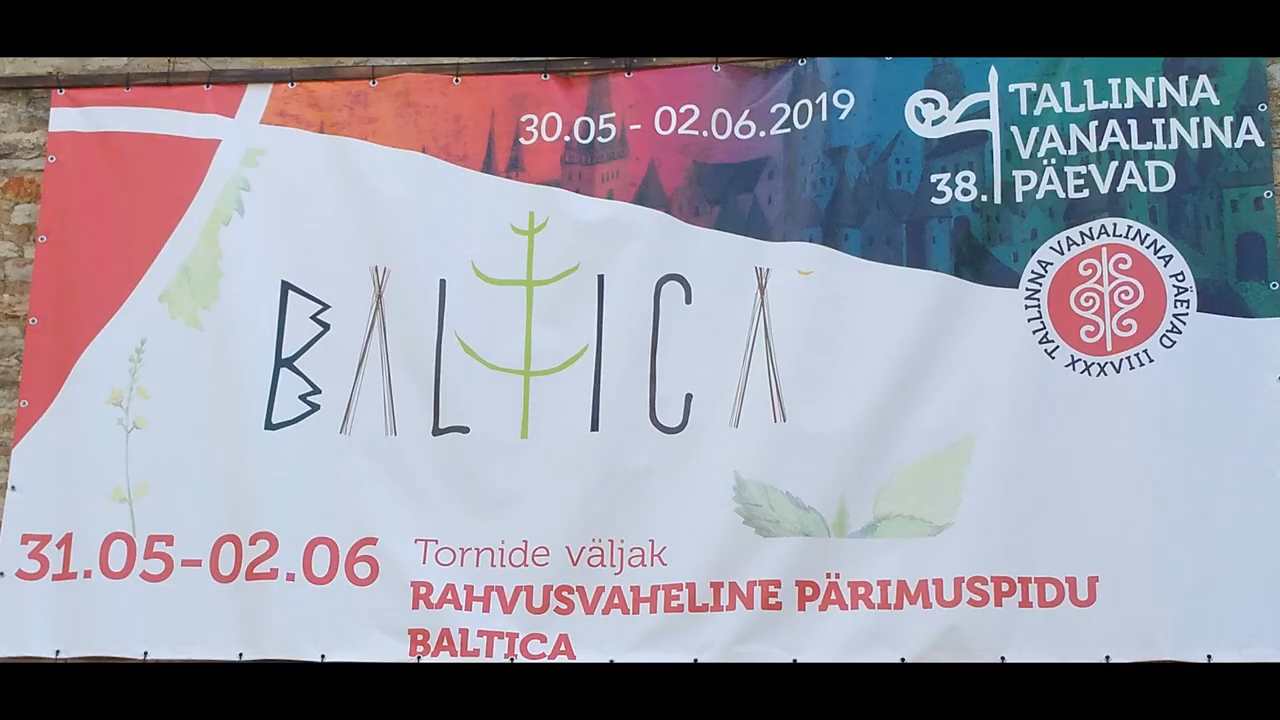 30.05 - 02.06.2019
TALLINNA
VANALINNA
38. PÄEVAD
TALLINNA VANALINNA PÄEVAD XXXVIII
BALTICA
31.05-02.06
Tornide väljak
RAHVUSVAHELINE PÄRIMUSPIDU
BALTICA